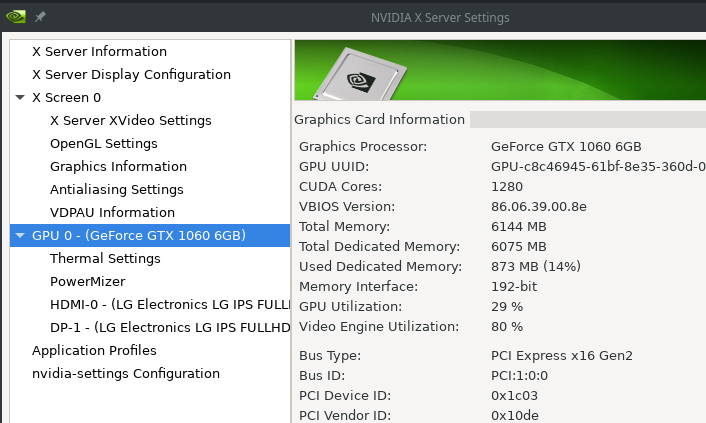 NVIDIA X Server Settings
X Server Information
X Server Display Configuration
X Screen 0
X Server XVideo Settings
OpenGL Settings
Graphics Information
Antialiasing Settings
VDPAU Information
GPU 0 - (GeForce GTX 1060 6GB)
Thermal Settings
PowerMizer
HDMI-0 - (LG Electronics LG IPS FULLI
DP-1 - (LG Electronics LG IPS FULLHD
Application Profiles
nvidia-settings Configuration
Graphics Card Information
Graphics Processor: GeForce GTX 1060 6GB
GPU UUID: GPU-c8c46945-61bf-8e35-360d-0
CUDA Cores: 1280
VBIOS Version: 86.06.39.00.8e
Total Memory: 6144 MB
Total Dedicated Memory: 6075 MB
Used Dedicated Memory: 873 MB (14%)
Memory Interface: 192-bit
GPU Utilization: 29 %
Video Engine Utilization: 80 %
Bus Type: PCI Express x16 Gen2
Bus ID: PCI:1:0:0
PCI Device ID: 0x1c03
PCI Vendor ID: 0x10de